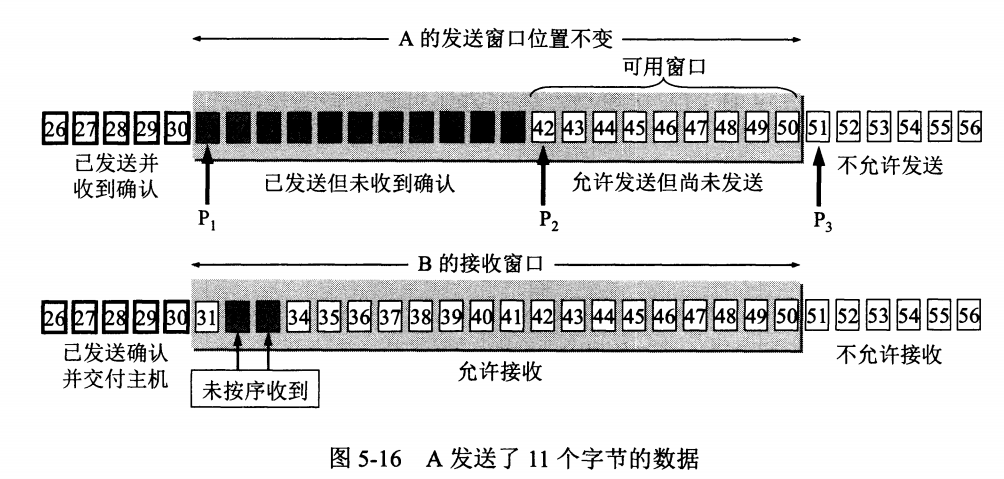 A 的发送窗口位置不变
可用窗口
26 27 28 29 30 42 43 44 45 46 47 48 49 50 51 52 53 54 55 56
已发送并
收到确认
已发送但未收到确认
允许发送但尚未发送
不允许发送
P1
P2
P3
B 的接收窗口
26 27 28 29 30 31 34 35 36 37 38 39 40 41 42 43 44 45 46 47 48 49 50 51 52 53 54 55 56
已发送确认
并交付主机
未按序收到
允许接收
不允许接收
图 5-16 A 发送了 11 个字节的数据